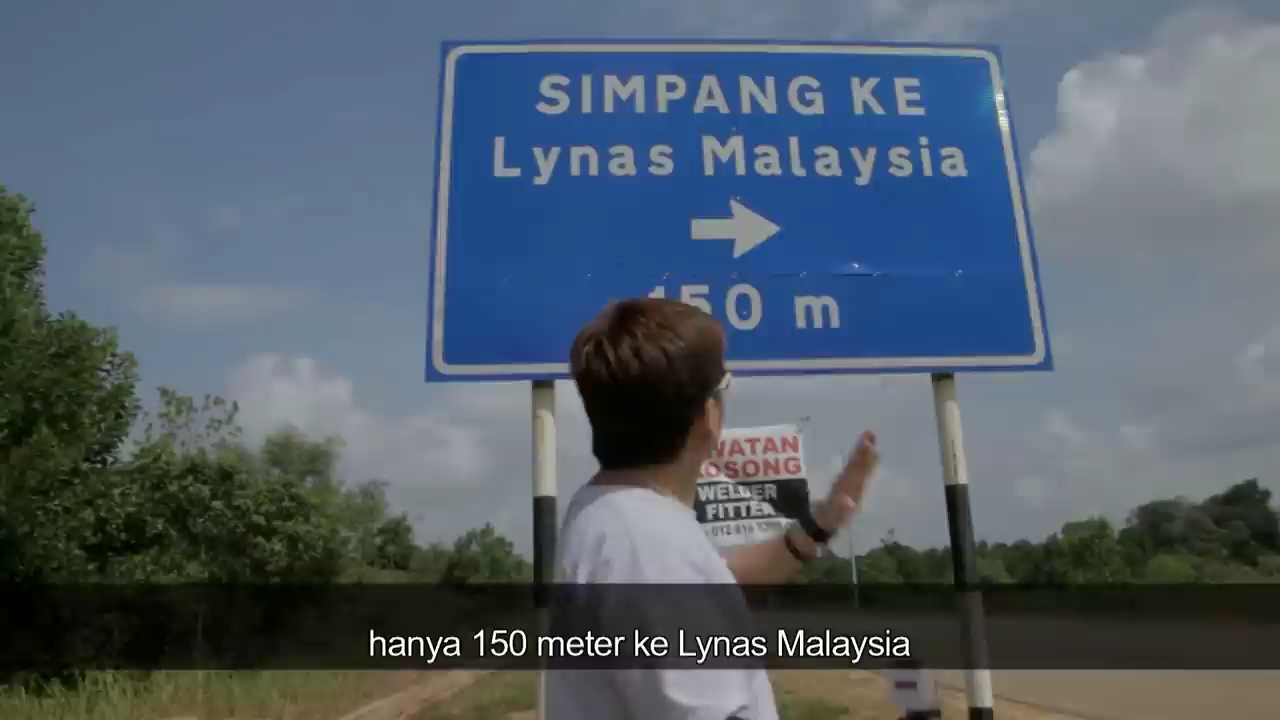 SIMPANG KE
Lynas Malaysia
150 m
WELDER
FITTER
hanya 150 meter ke Lynas Malaysia